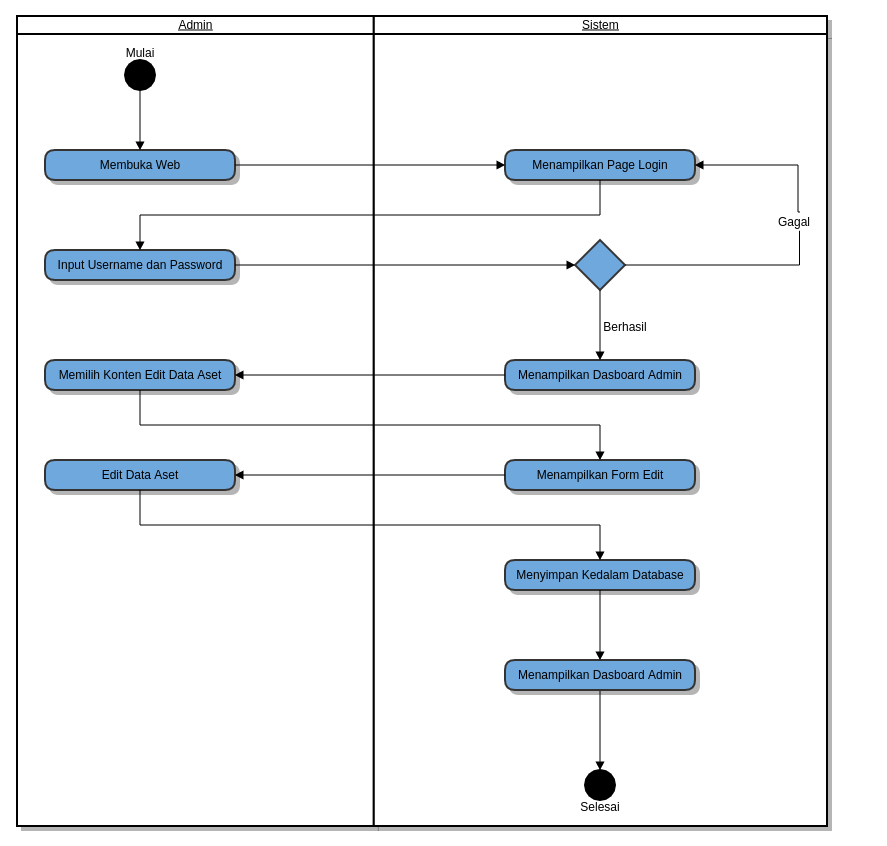 Admin
Sistem
Mulai
Membuka Web
Menampilkan Page Login
Gagal
Input Username dan Password
Berhasil
Memilih Konten Edit Data Aset
Menampilkan Dasboard Admin
Edit Data Aset
Menampilkan Form Edit
Menyimpan Kedalam Database
Menampilkan Dasboard Admin
Selesai